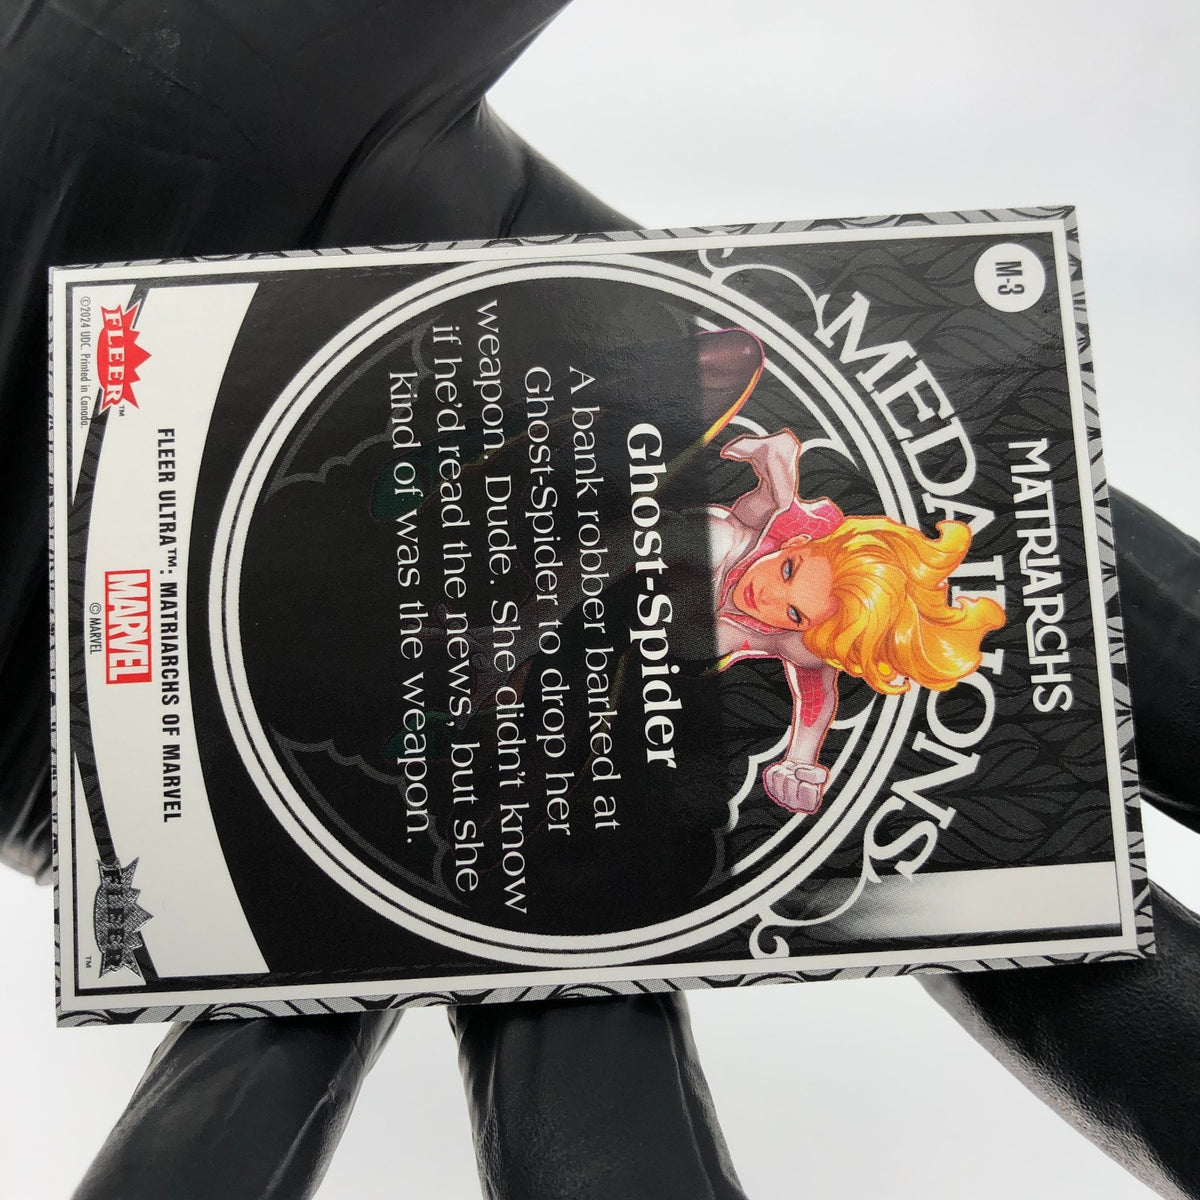 M-3
MATRIARCHS
MEDALLIONS
Ghost-Spider
A bank robber barked at
Ghost-Spider to drop her
weapon. Dude. She didn't know
if he'd read the news, but she
kind of was the weapon.
FLEER ULTRA™: MATRIARCHS OF MARVEL
FLEER™
MARVEL
©MARVEL
FLEER™
©2024 UDC. Printed in Canada.